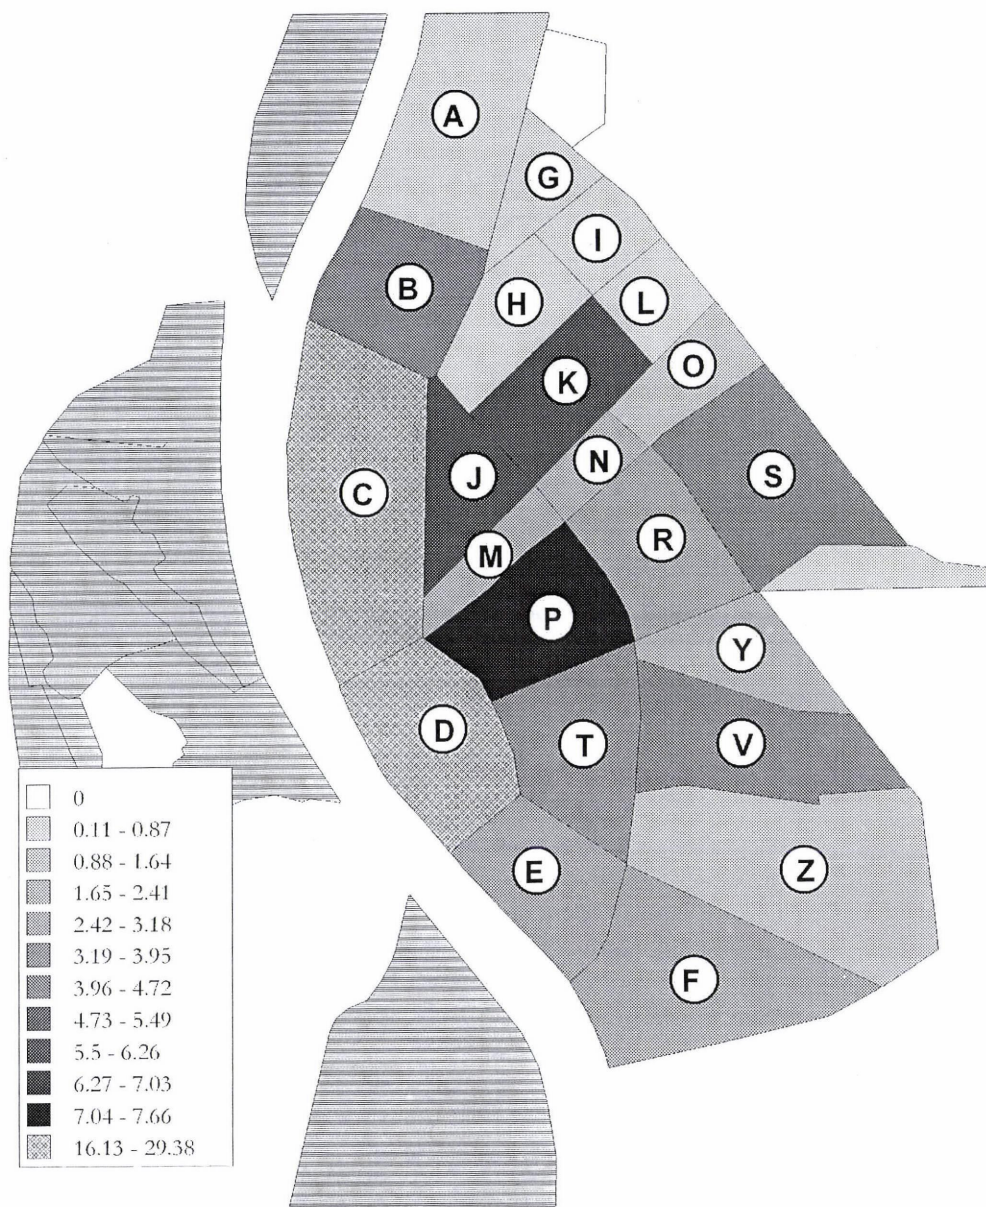 A
G
I
B
H
L
O
K
N
S
J
C
R
M
P
Y
D
T
V
E
Z
F
0
0.11 - 0.87
0.88 - 1.64
1.65 - 2.41
2.42 - 3.18
3.19 - 3.95
3.96 - 4.72
4.73 - 5.49
5.5 - 6.26
6.27 - 7.03
7.04 - 7.66
16.13 - 29.38